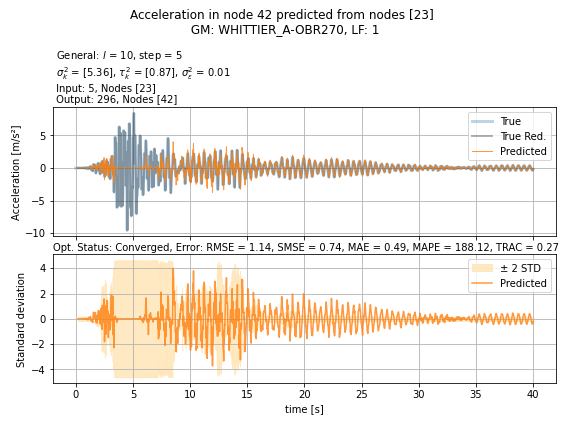 Acceleration in node 42 predicted from nodes [23]
GM: WHITTIER_A-OBR270, LF: 1
General: l = 10, step = 5
σ²ₖ = [5.36], τ²ₖ = [0.87], σ²ε = 0.01
Input: 5, Nodes [23]
Output: 296, Nodes [42]
True
True Red.
Predicted
Acceleration [m/s²]
5
0
−5
−10
Opt. Status: Converged, Error: RMSE = 1.14, SMSE = 0.74, MAE = 0.49, MAPE = 188.12, TRAC = 0.27
± 2 STD
Predicted
Standard deviation
4
2
0
−2
−4
0 5 10 15 20 25 30 35 40
time [s]